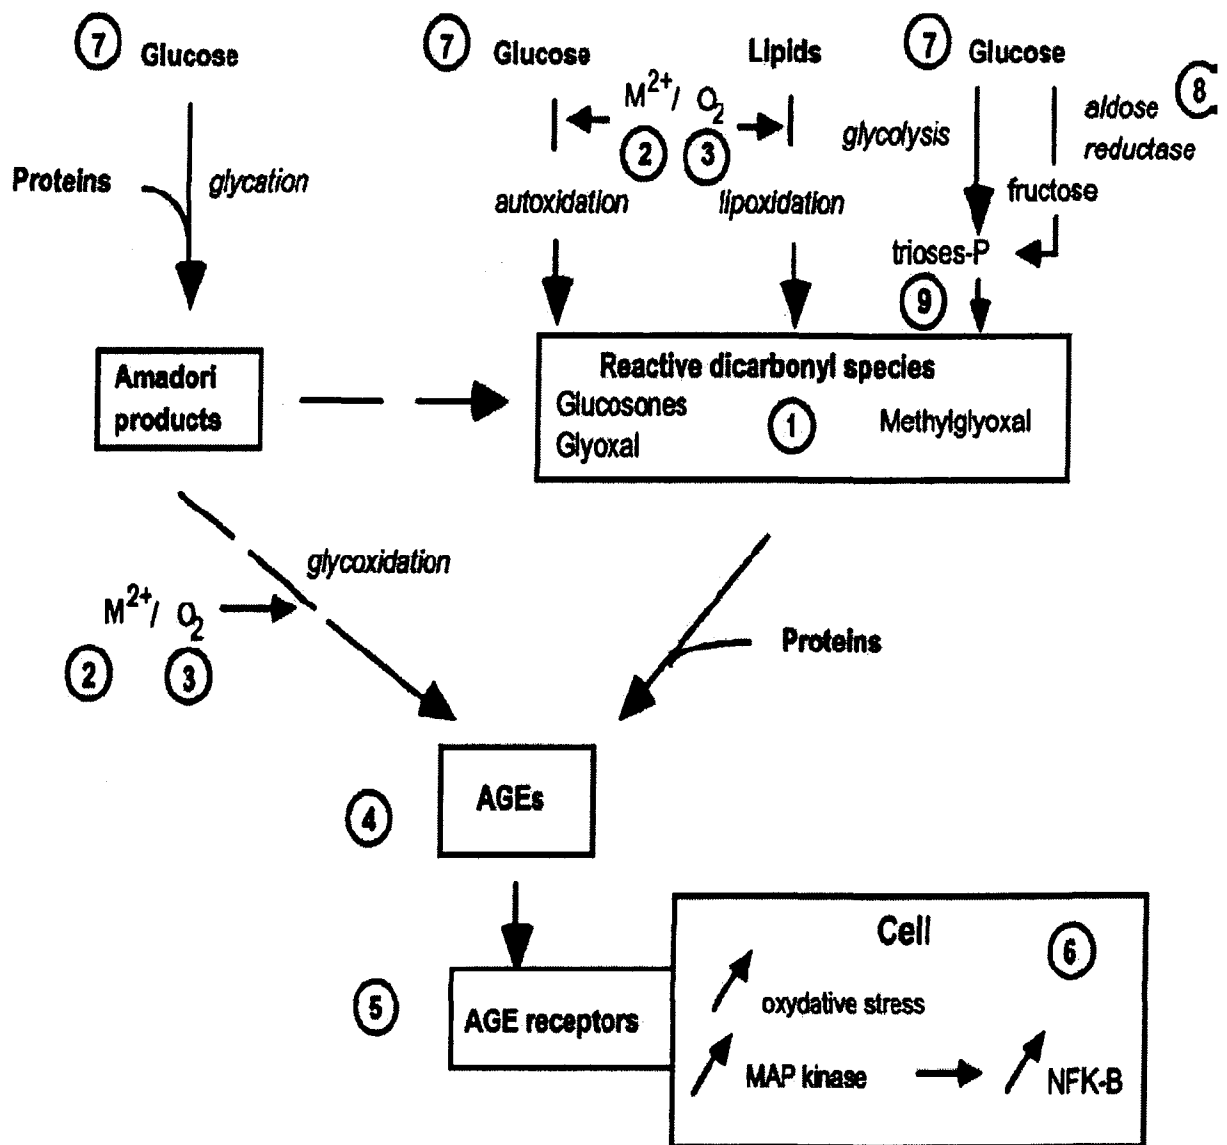 7 Glucose
7 Glucose
Lipids
7 Glucose
8
M2+/ O2
2 3
aldose
reductase
glycolysis
Proteins
glycation
autoxidation
lipoxidation
fructose
trioses-P
9
Amadori
products
Reactive dicarbonyl species
Glucosones
Glyoxal
1
Methylglyoxal
glycoxidation
M2+/ O2
2 3
Proteins
AGEs
4
Cell
6
5
AGE receptors
oxydative stress
MAP kinase
NFK-B